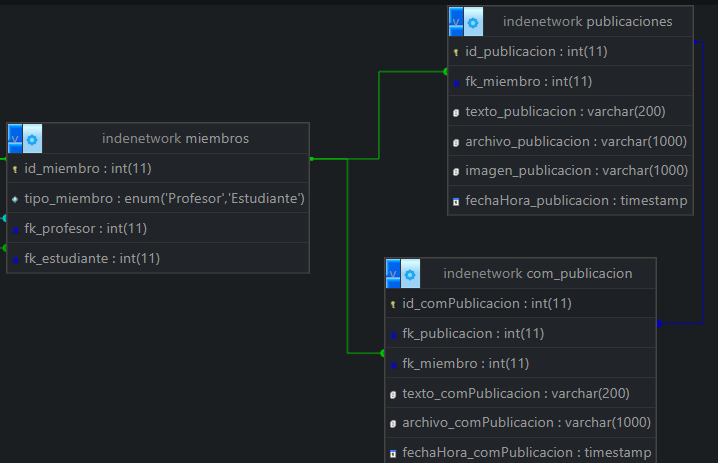 indenetwork publicaciones
id_publicacion : int(11)
fk_miembro : int(11)
texto_publicacion : varchar(200)
archivo_publicacion : varchar(1000)
imagen_publicacion : varchar(1000)
fechaHora_publicacion : timestamp
indenetwork miembros
id_miembro : int(11)
tipo_miembro : enum('Profesor','Estudiante')
fk_profesor : int(11)
fk_estudiante : int(11)
indenetwork com_publicacion
id_comPublicacion : int(11)
fk_publicacion : int(11)
fk_miembro : int(11)
texto_comPublicacion : varchar(200)
archivo_comPublicacion : varchar(1000)
fechaHora_comPublicacion : timestamp